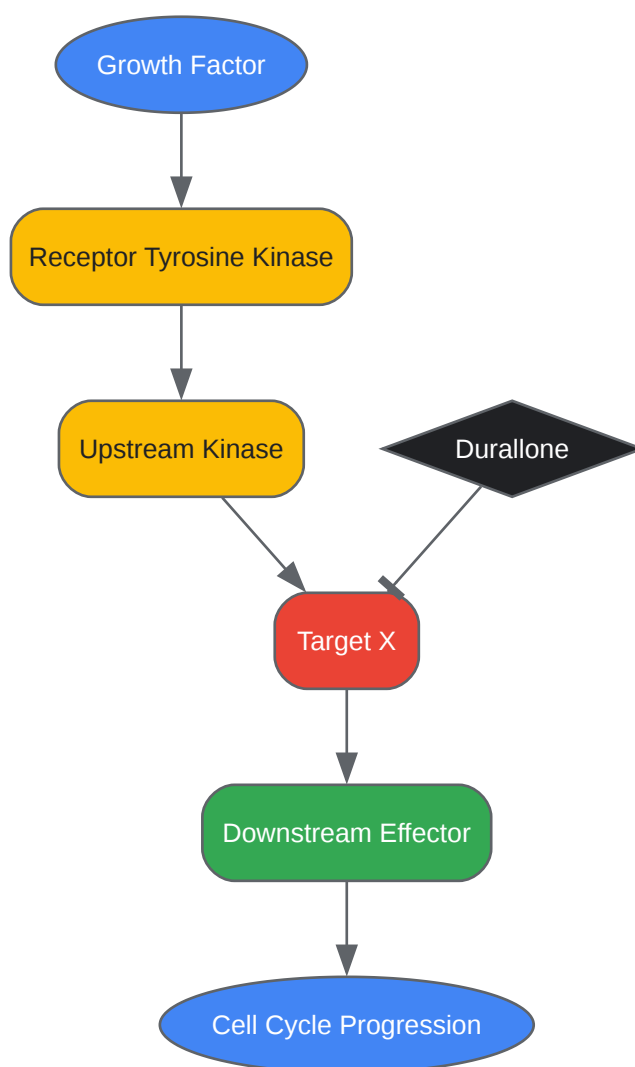 Growth Factor
Receptor Tyrosine Kinase
Upstream Kinase
Durallone
Target X
Downstream Effector
Cell Cycle Progression